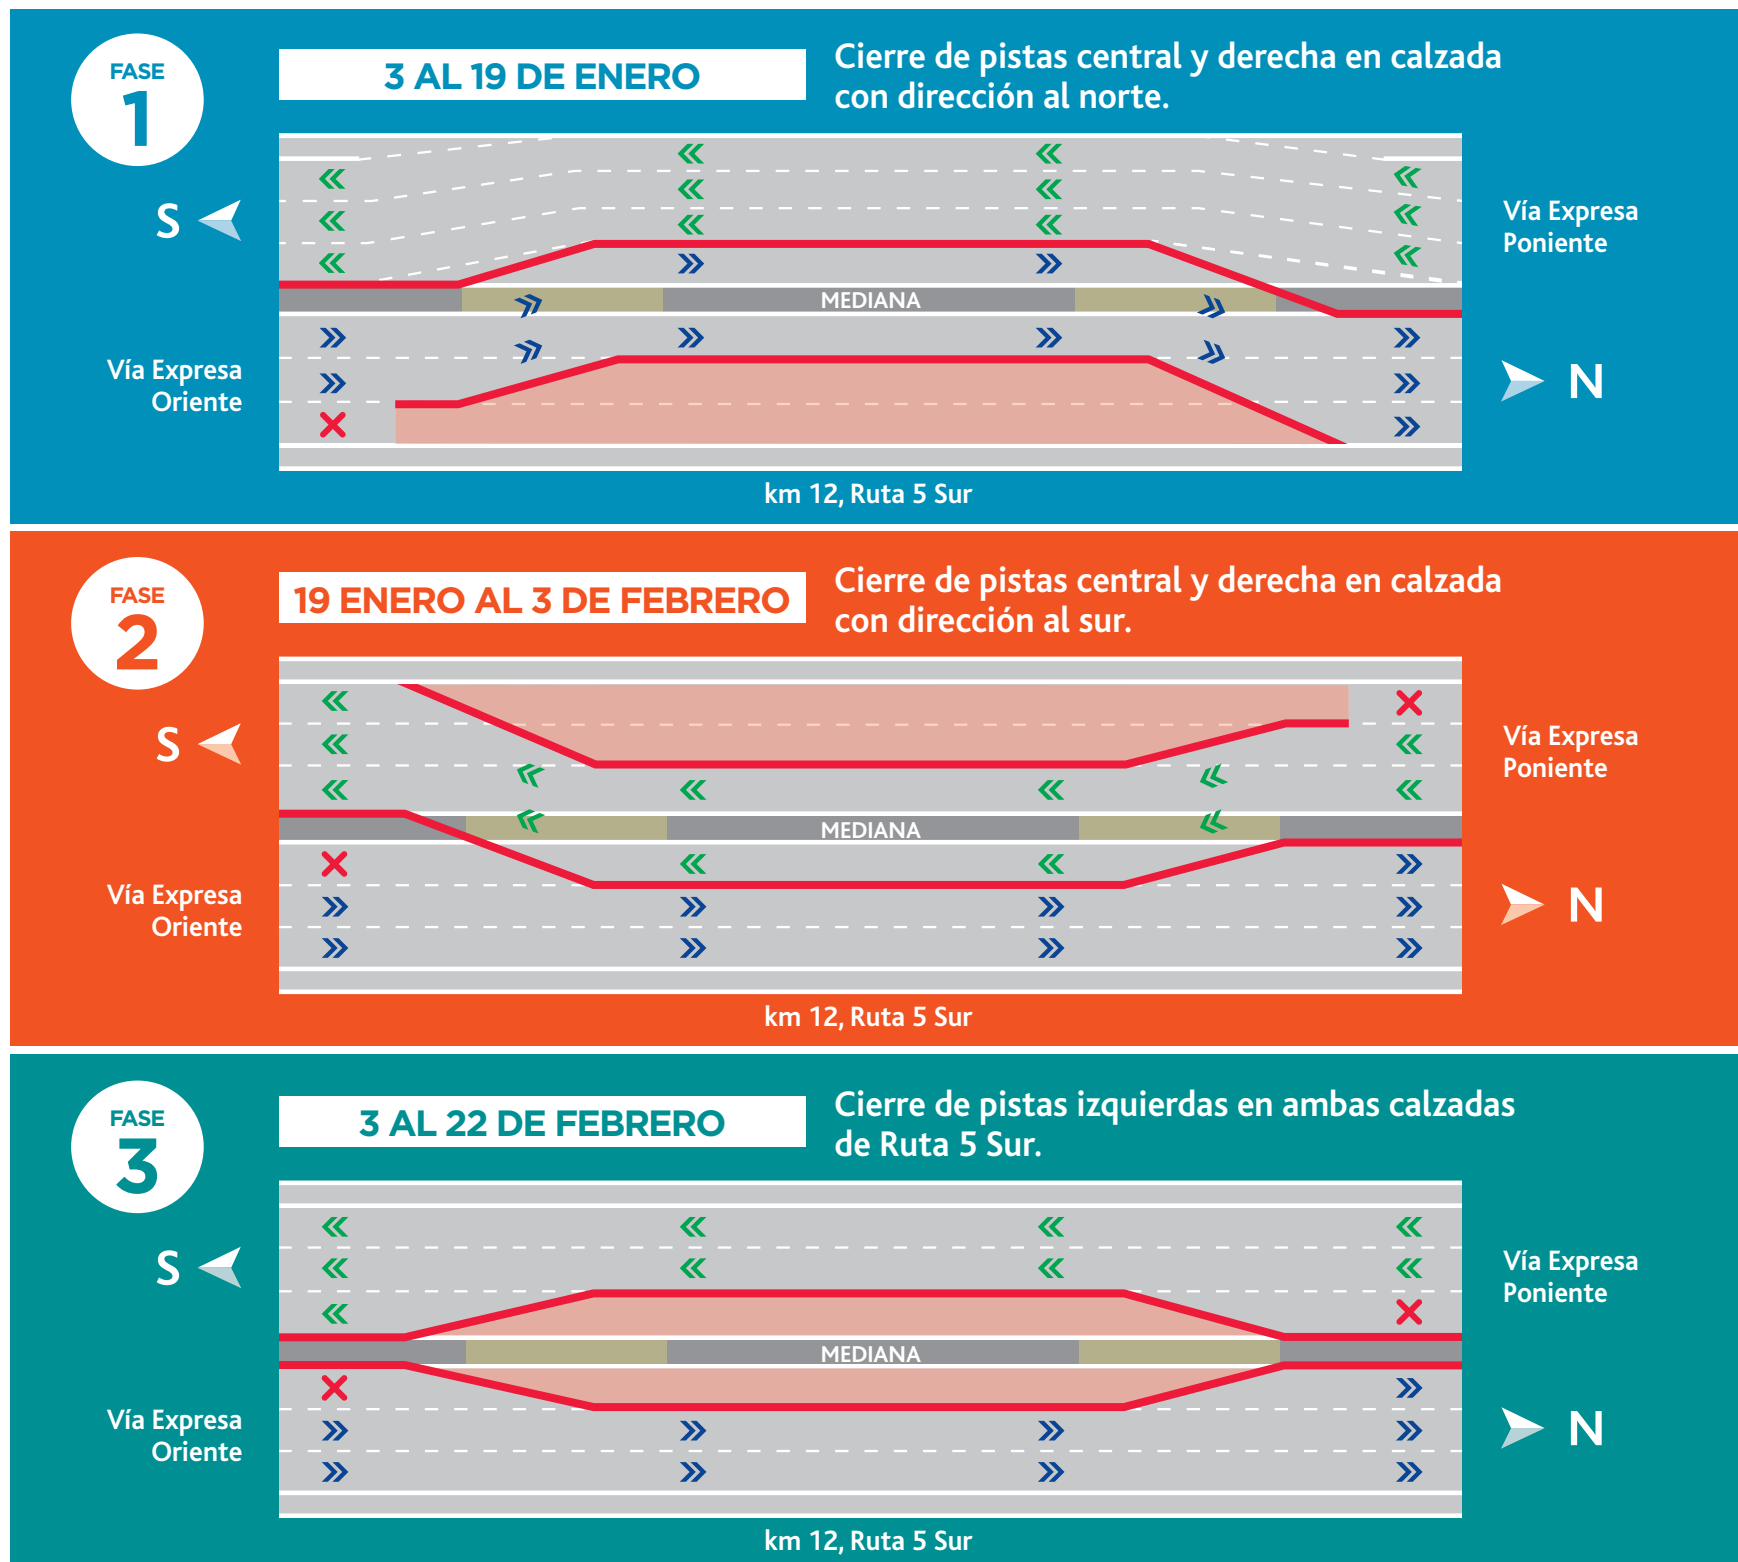 FASE
1
3 AL 19 DE ENERO
Cierre de pistas central y derecha en calzada
con dirección al norte.
S
Vía Expresa
Poniente
MEDIANA
Vía Expresa
Oriente
N
km 12, Ruta 5 Sur
FASE
2
19 ENERO AL 3 DE FEBRERO
Cierre de pistas central y derecha en calzada
con dirección al sur.
S
Vía Expresa
Poniente
MEDIANA
Vía Expresa
Oriente
N
km 12, Ruta 5 Sur
FASE
3
3 AL 22 DE FEBRERO
Cierre de pistas izquierdas en ambas calzadas
de Ruta 5 Sur.
S
Vía Expresa
Poniente
MEDIANA
Vía Expresa
Oriente
N
km 12, Ruta 5 Sur